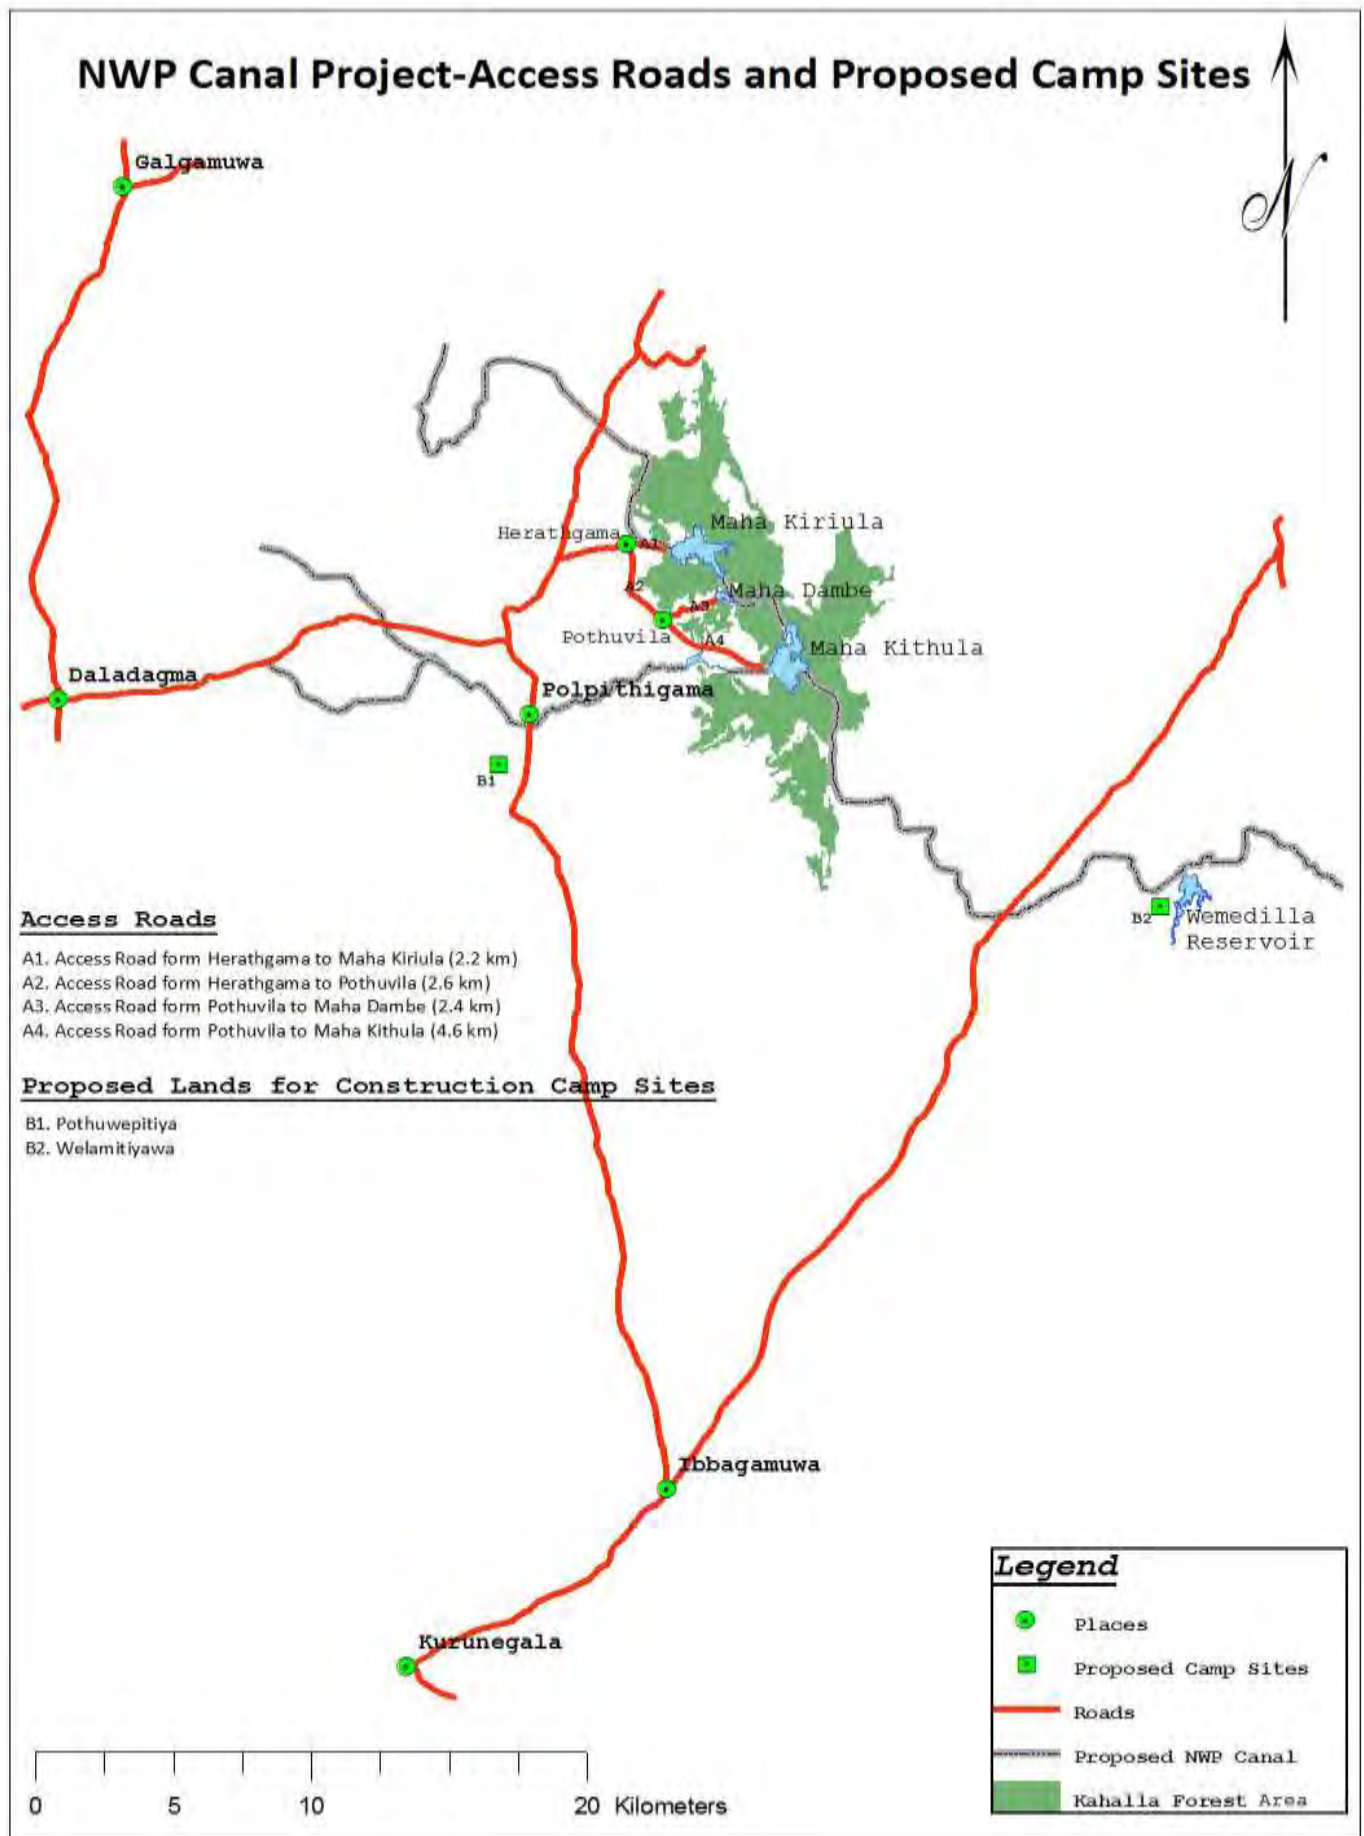 NWP Canal Project-Access Roads and Proposed Camp Sites
N
Galgamuwa
Maha Kiriula
Herathgama
A1
A2
Maha Dambe
A3
Pothuvila
A4
Maha Kithula
Daladagma
Polpithigama
B1
B2
Wemedilla
Reservoir
Access Roads
A1. Access Road form Herathgama to Maha Kiriula (2.2 km)
A2. Access Road form Herathgama to Pothuvila (2.6 km)
A3. Access Road form Pothuvila to Maha Dambe (2.4 km)
A4. Access Road form Pothuvila to Maha Kithula (4.6 km)
Proposed Lands for Construction Camp Sites
B1. Pothuwepitiya
B2. Welamitiyawa
Ibbagamuwa
Kurunegala
Legend
Places
Proposed Camp Sites
Roads
Proposed NWP Canal
Kahalla Forest Area
0 5 10 20 Kilometers